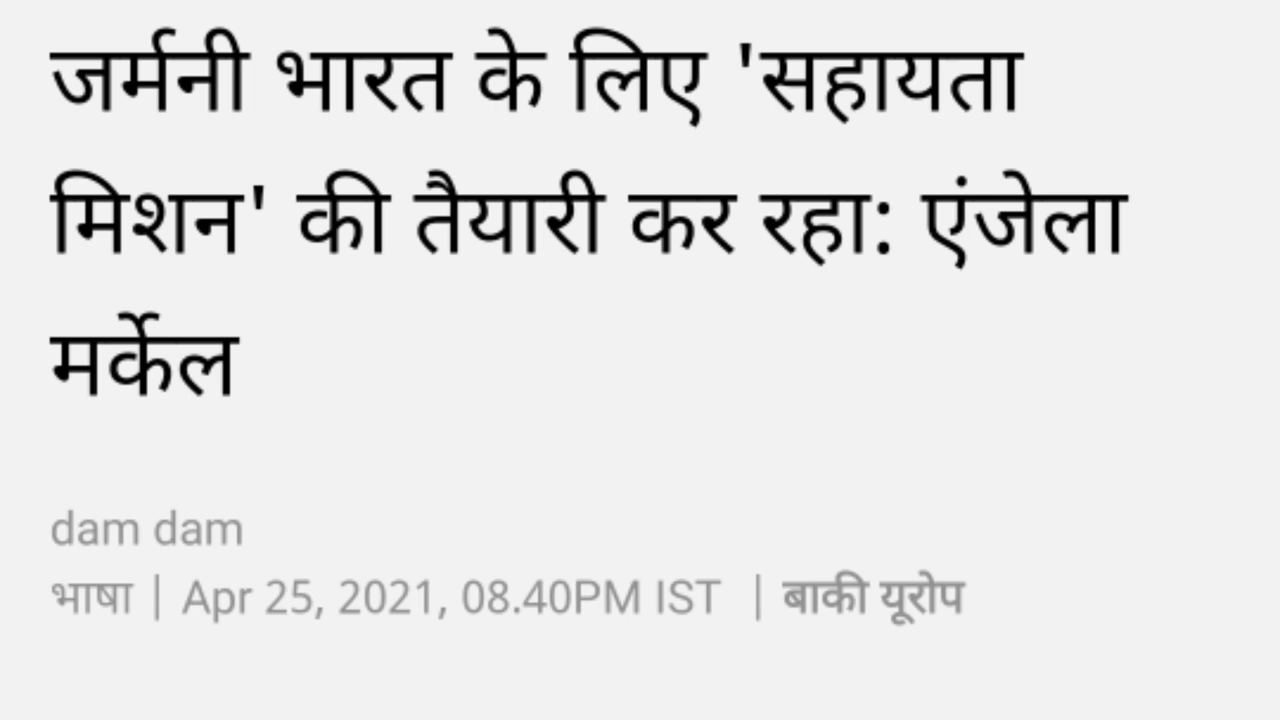 जर्मनी भारत के लिए 'सहायता
मिशन' की तैयारी कर रहा: एंजेला
मर्केल
dam dam
भाषा | Apr 25, 2021, 08.40PM IST | बाकी यूरोप